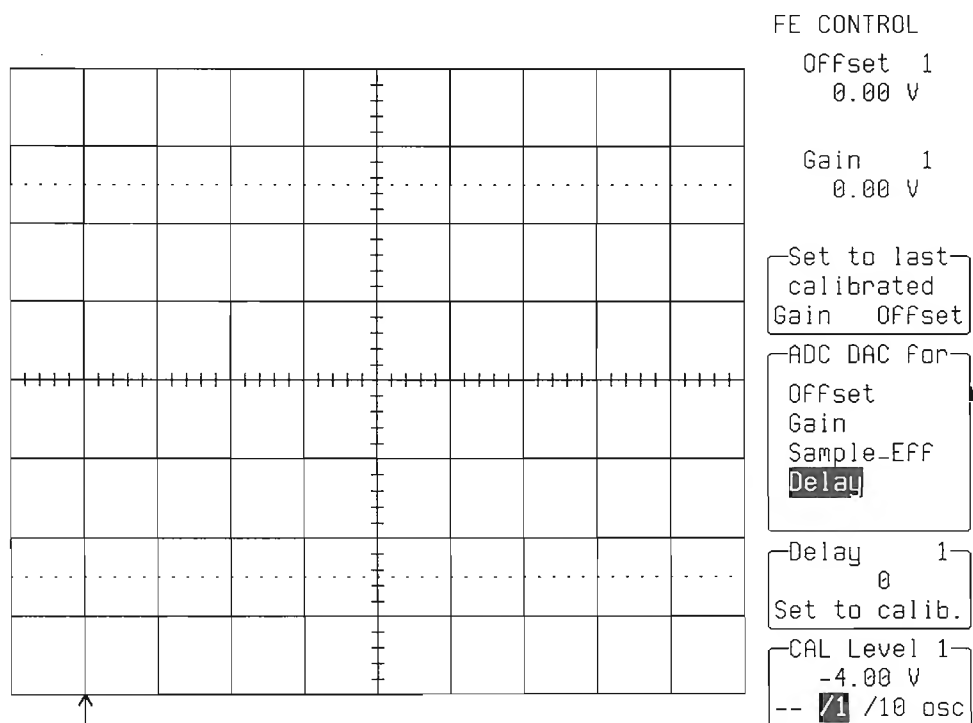 FE CONTROL
Offset 1
0.00 V
Gain 1
0.00 V
Set to last
calibrated
Gain Offset
ADC DAC for
Offset
Gain
Sample_Eff
Delay
Delay 1
0
Set to calib.
CAL Level 1
-4.00 V
-- /1 /10 osc